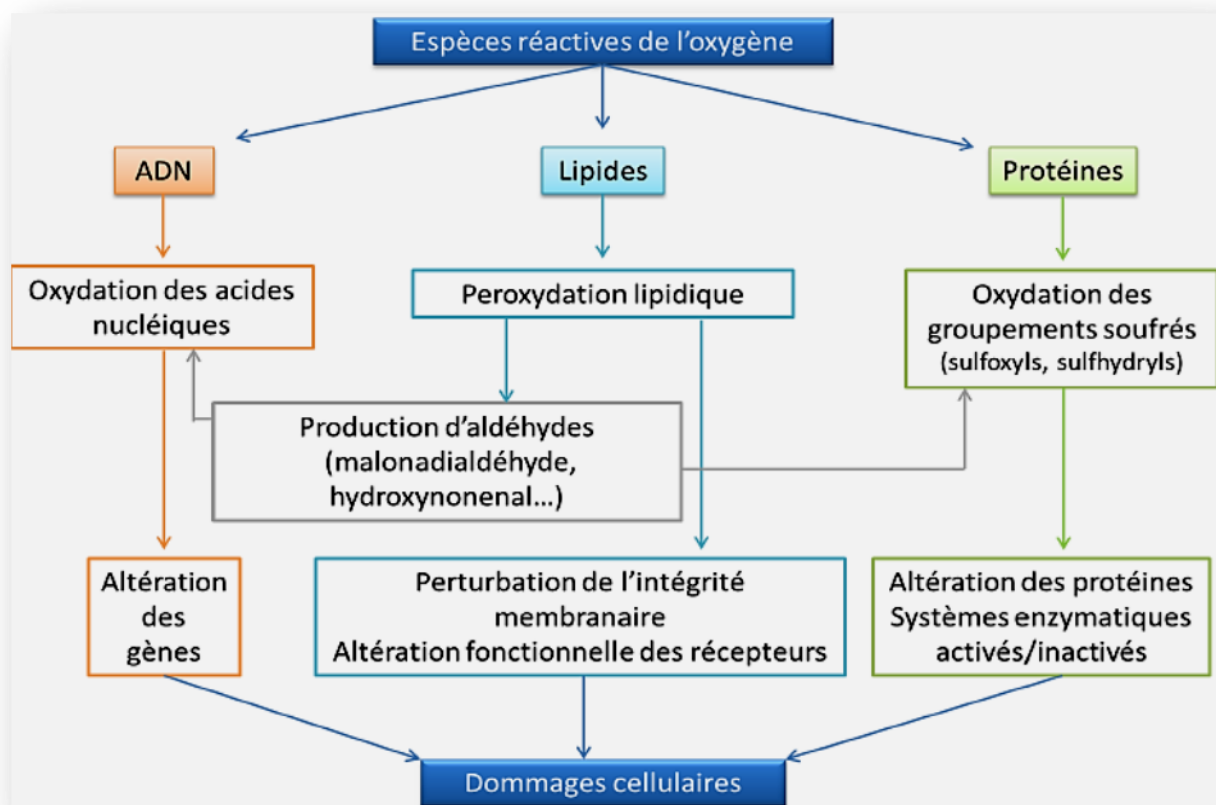 Espèces réactives de l'oxygène
ADN
Lipides
Protéines
Oxydation des acides
nucléiques
Peroxydation lipidique
Oxydation des
groupements soufrés
(sulfoxyls, sulfhydryls)
Production d'aldéhydes
(malonadialdéhyde,
hydroxynonenal…)
Altération
des
gènes
Perturbation de l'intégrité
membranaire
Altération fonctionnelle des récepteurs
Altération des protéines
Systèmes enzymatiques
activés/inactivés
Dommages cellulaires